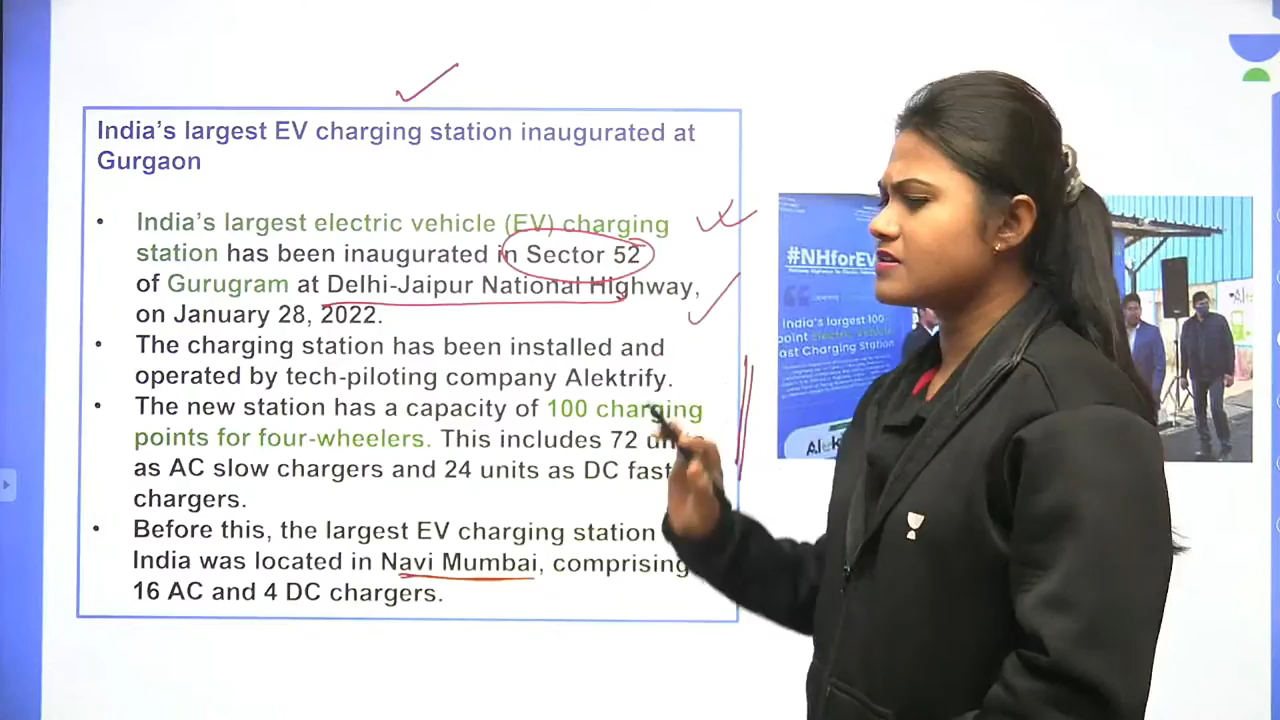 India's largest EV charging station inaugurated at
Gurgaon
• India's largest electric vehicle (EV) charging
station has been inaugurated in Sector 52
of Gurugram at Delhi-Jaipur National Highway,
on January 28, 2022.
• The charging station has been installed and
operated by tech-piloting company Alektrify.
• The new station has a capacity of 100 charging
points for four-wheelers. This includes 72
as AC slow chargers and 24 units as DC fast
chargers.
• Before this, the largest EV charging station
India was located in Navi Mumbai, comprising
16 AC and 4 DC chargers.
#NHforEV
India's largest 100
point electric vehicle
Fast Charging Station